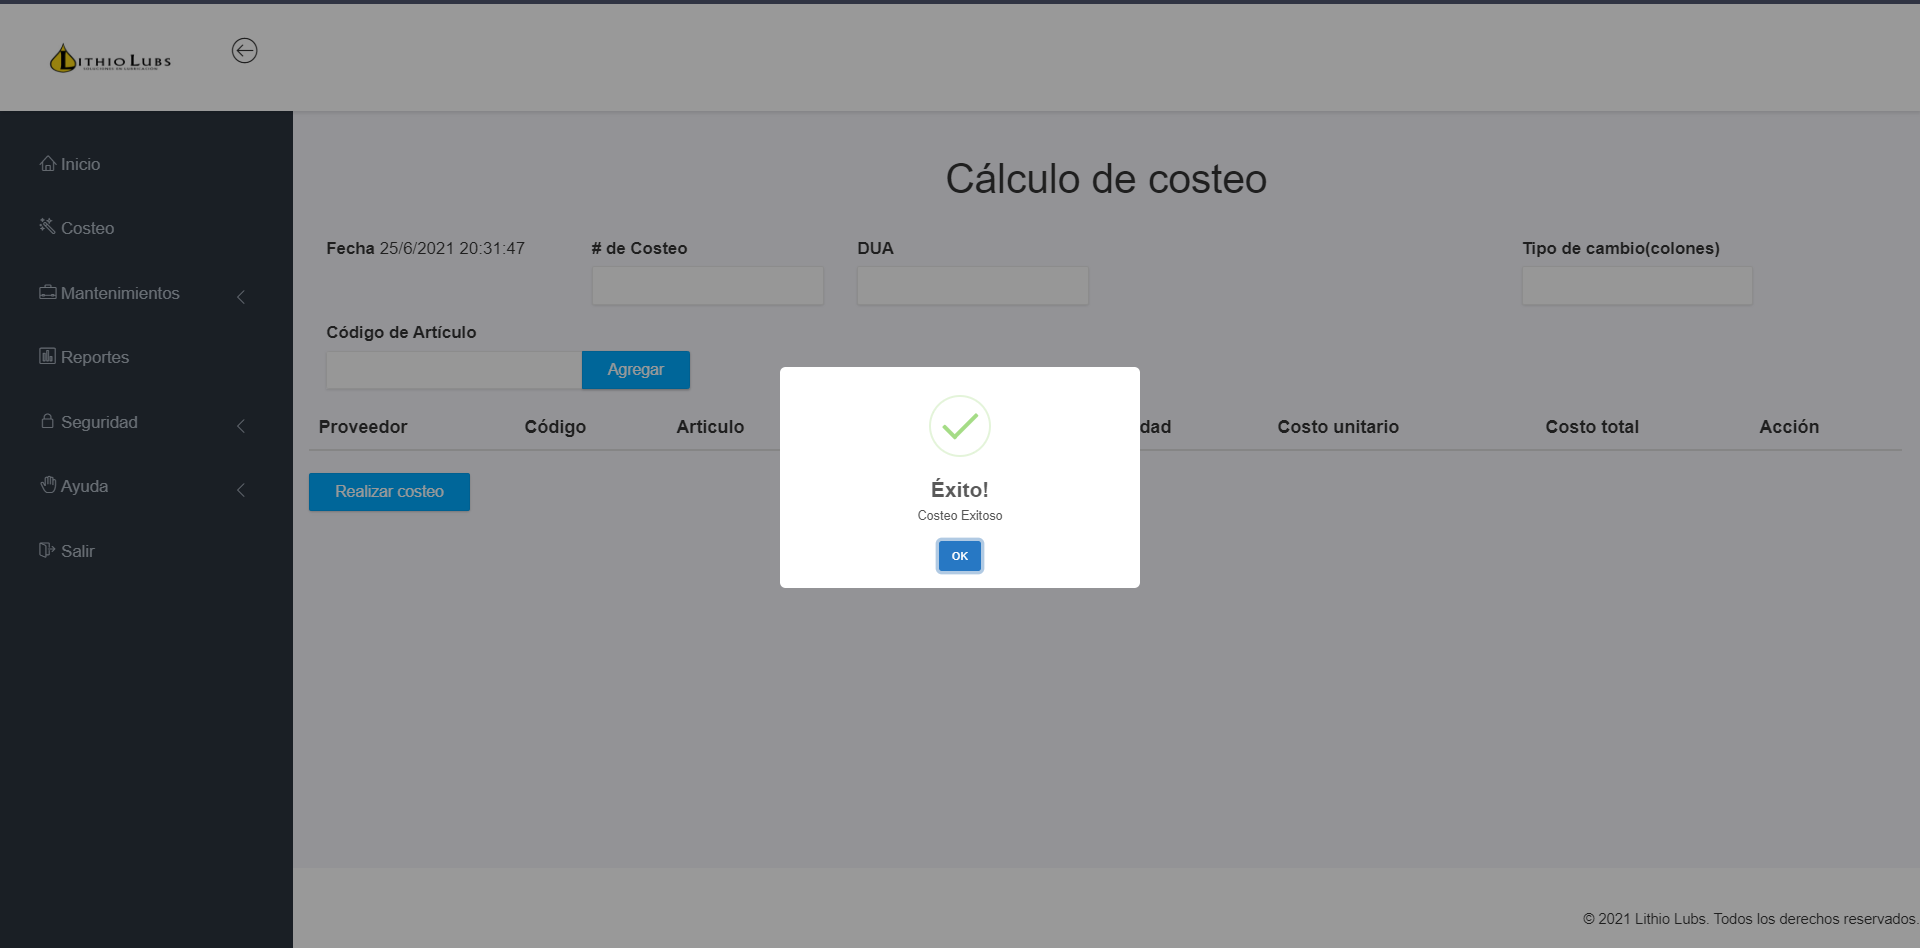 LITHIO LUBS
Inicio
Costeo
Mantenimientos
Reportes
Seguridad
Ayuda
Salir
Cálculo de costeo
Fecha 25/6/2021 20:31:47
# de Costeo
DUA
Tipo de cambio(colones)
Código de Artículo
Agregar
Proveedor Código Articulo dad Costo unitario Costo total Acción
Realizar costeo
Éxito!
Costeo Exitoso
OK
© 2021 Lithio Lubs. Todos los derechos reservados.